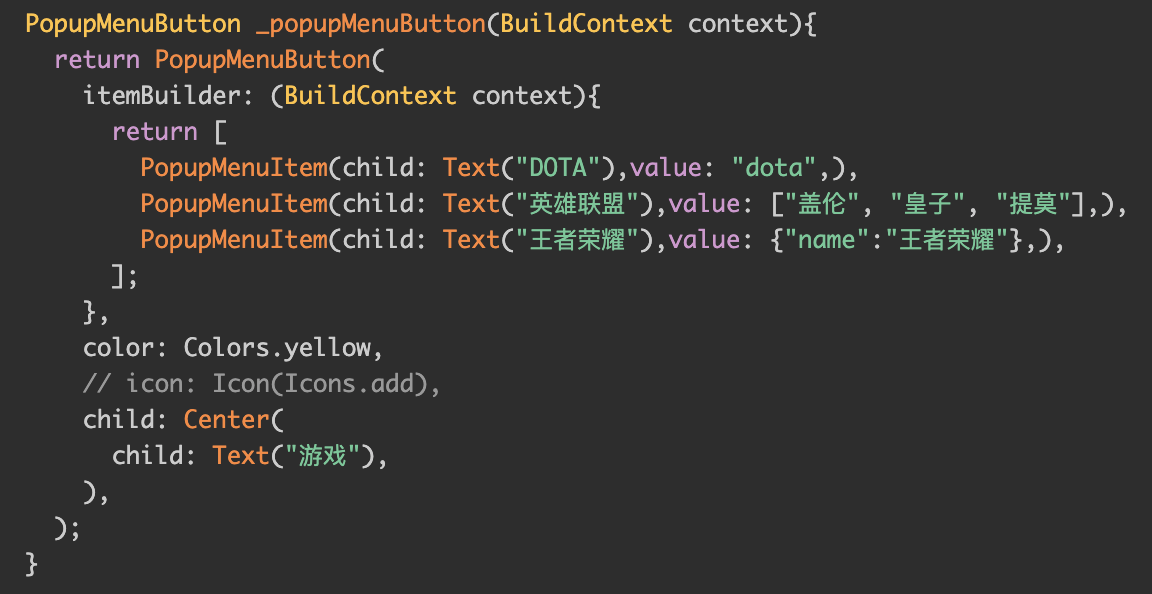 PopupMenuButton _popupMenuButton(BuildContext context){
  return PopupMenuButton(
    itemBuilder: (BuildContext context){
      return [
        PopupMenuItem(child: Text("DOTA"),value: "dota",),
        PopupMenuItem(child: Text("英雄联盟"),value: ["盖伦", "皇子", "提莫"],),
        PopupMenuItem(child: Text("王者荣耀"),value: {"name":"王者荣耀"},),
      ];
    },
    color: Colors.yellow,
    // icon: Icon(Icons.add),
    child: Center(
      child: Text("游戏"),
    ),
  );
}